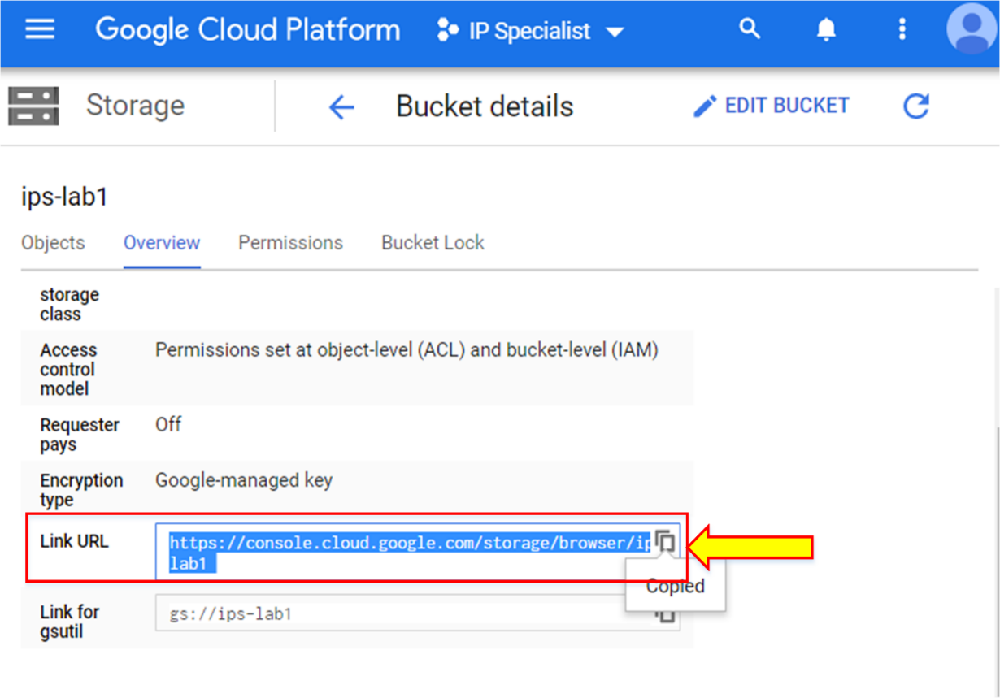 Google Cloud Platform IP Specialist
Storage Bucket details EDIT BUCKET
ips-lab1
Objects Overview Permissions Bucket Lock
storage
class
Access Permissions set at object-level (ACL) and bucket-level (IAM)
control
model
Requester Off
pays
Encryption Google-managed key
type
Link URL https://console.cloud.google.com/storage/browser/ip
lab1
Copied
Link for gs://ips-lab1
gsutil